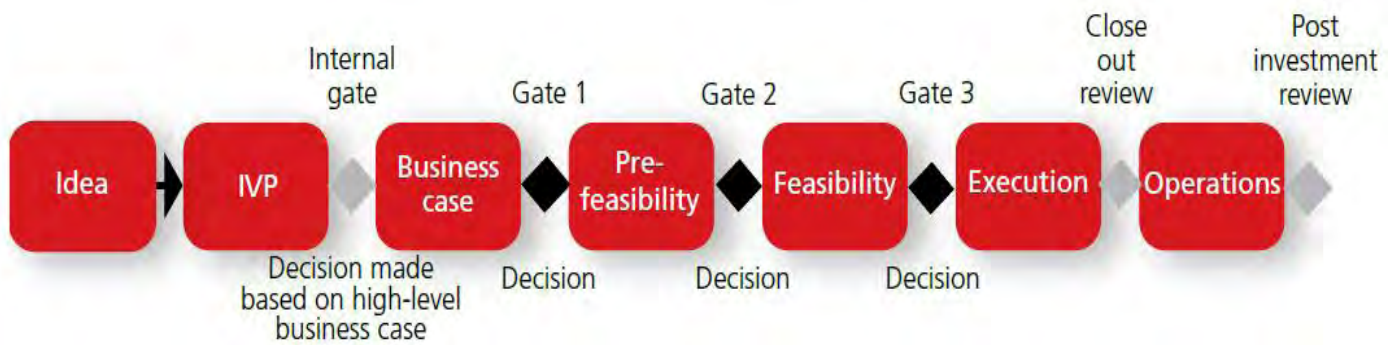 Internal
gate
Gate 1
Gate 2
Gate 3
Close
out
review
Post
investment
review
Idea
IVP
Business
case
Pre-
feasibility
Feasibility
Execution
Operations
Decision made
based on high-level
business case
Decision
Decision
Decision